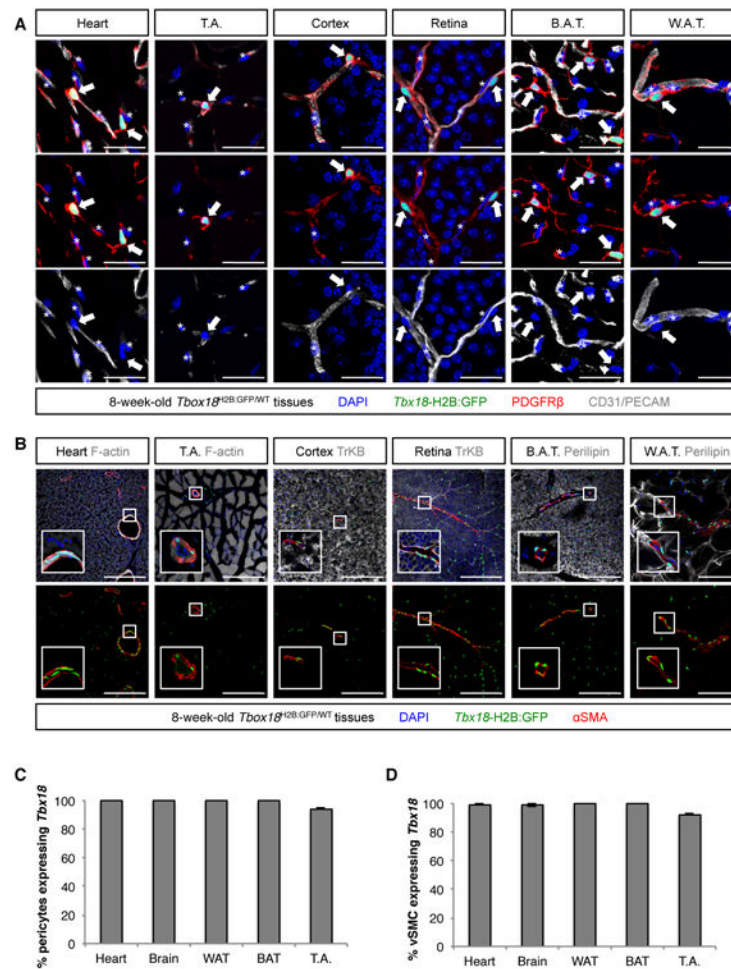 A
Heart T.A. Cortex Retina B.A.T. W.A.T.
8-week-old Tbox18H2B:GFP/WT tissues DAPI Tbx18-H2B:GFP PDGFRβ CD31/PECAM
B
Heart F-actin T.A. F-actin Cortex TrKB Retina TrKB B.A.T. Perilipin W.A.T. Perilipin
8-week-old Tbox18H2B:GFP/WT tissues DAPI Tbx18-H2B:GFP αSMA
C
% pericytes expressing Tbx18
100
80
60
40
20
0
Heart Brain WAT BAT T.A.
D
% vSMC expressing Tbx18
100
80
60
40
20
0
Heart Brain WAT BAT T.A.